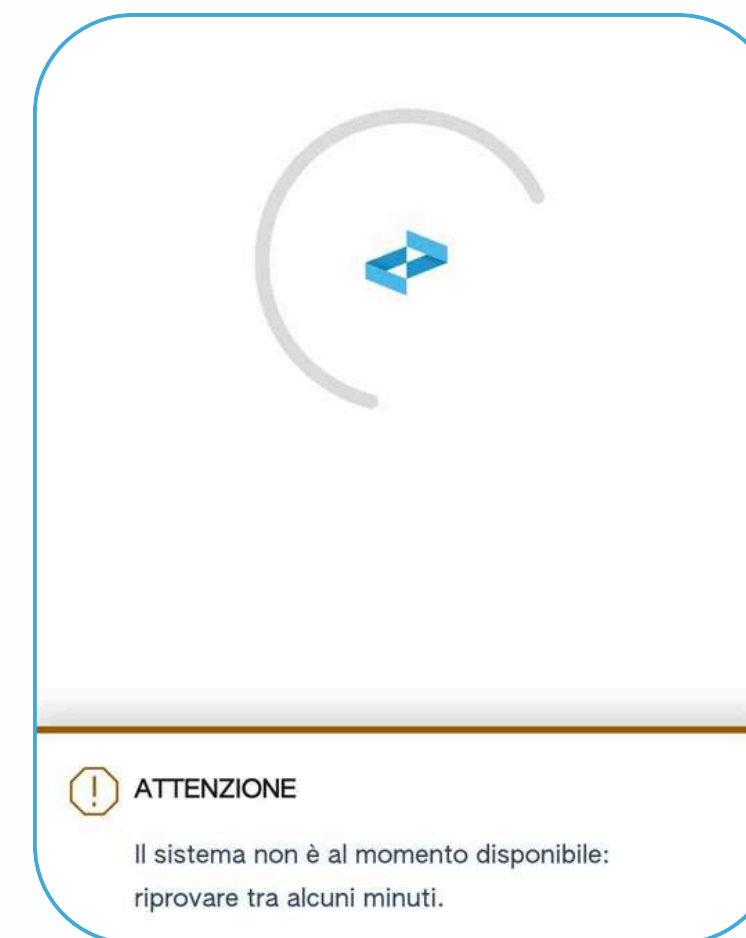 ATTENZIONE
Il sistema non è al momento disponibile:
riprovare tra alcuni minuti.